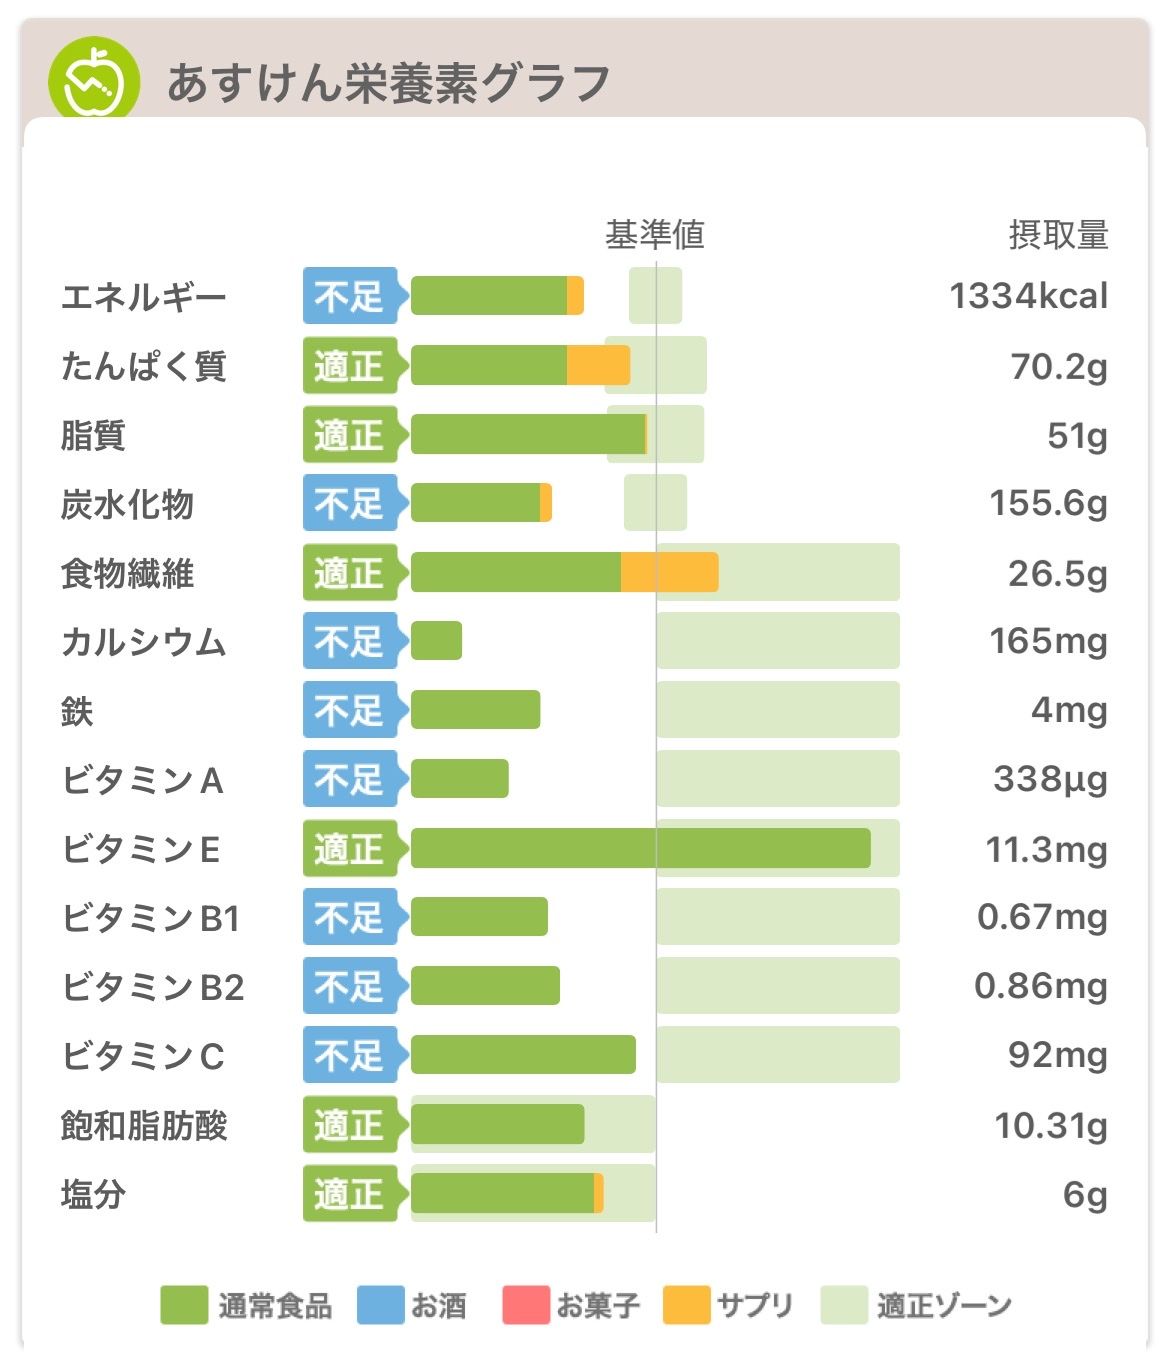 あすけん栄養素グラフ
基準値 摂取量
エネルギー 不足 1334kcal
たんぱく質 適正 70.2g
脂質 適正 51g
炭水化物 不足 155.6g
食物繊維 適正 26.5g
カルシウム 不足 165mg
鉄 不足 4mg
ビタミンA 不足 338μg
ビタミンE 適正 11.3mg
ビタミンB1 不足 0.67mg
ビタミンB2 不足 0.86mg
ビタミンC 不足 92mg
飽和脂肪酸 適正 10.31g
塩分 適正 6g
通常食品 お酒 お菓子 サプリ 適正ゾーン